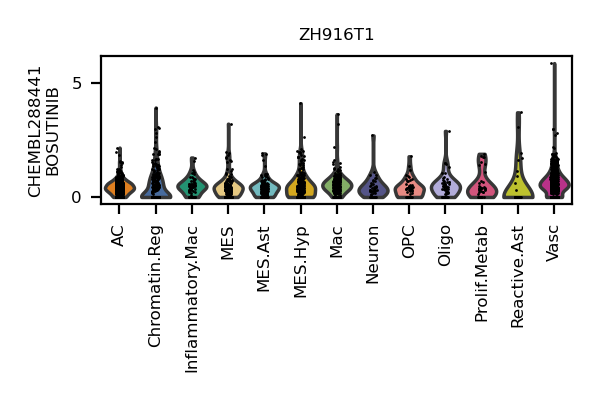 ZH916T1
CHEMBL288441
BOSUTINIB
5
0
AC
Chromatin.Reg
Inflammatory.Mac
MES
MES.Ast
MES.Hyp
Mac
Neuron
OPC
Oligo
Prolif.Metab
Reactive.Ast
Vasc